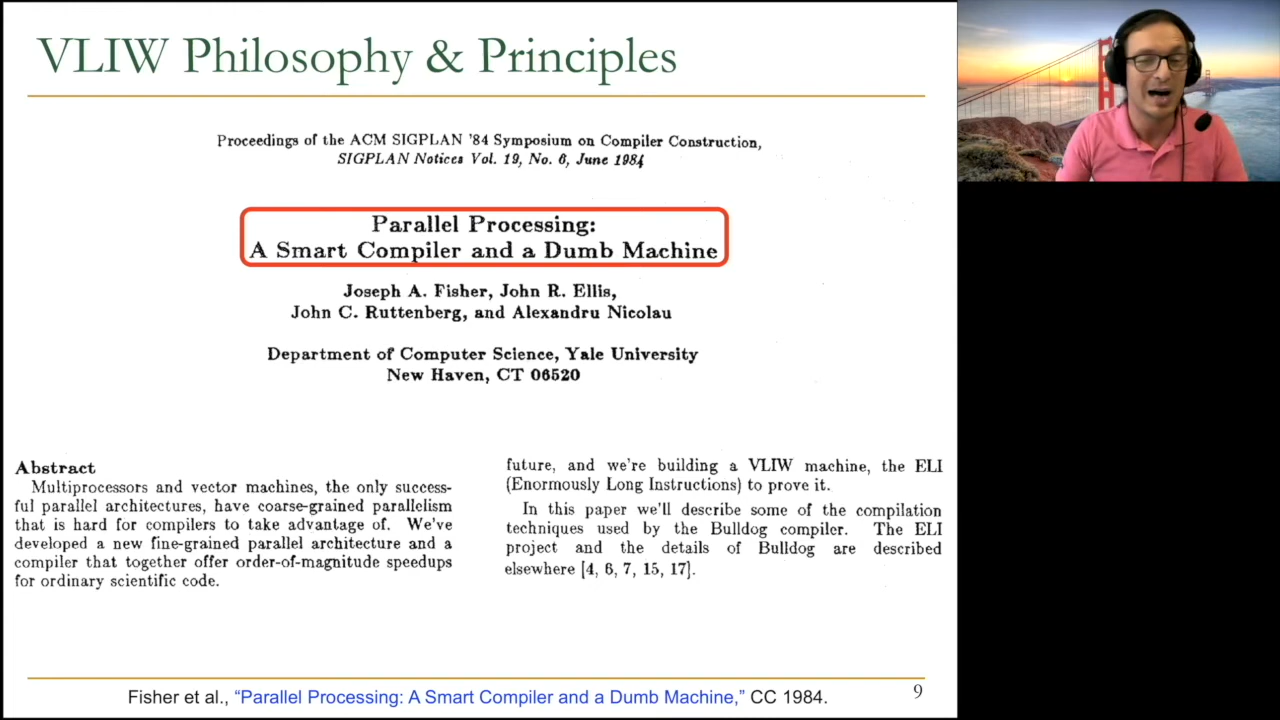 VLIW Philosophy & Principles
Proceedings of the ACM SIGPLAN '84 Symposium on Compiler Construction,
SIGPLAN Notices Vol. 19, No. 6, June 1984
Parallel Processing:
A Smart Compiler and a Dumb Machine
Joseph A. Fisher, John R. Ellis,
John C. Ruttenberg, and Alexandru Nicolau
Department of Computer Science, Yale University
New Haven, CT 06520
Abstract
Multiprocessors and vector machines, the only success-
ful parallel architectures, have coarse-grained parallelism
that is hard for compilers to take advantage of. We've
developed a new fine-grained parallel architecture and a
compiler that together offer order-of-magnitude speedups
for ordinary scientific code.
future, and we're building a VLIW machine, the ELI
(Enormously Long Instructions) to prove it.
In this paper we'll describe some of the compilation
techniques used by the Bulldog compiler. The ELI
project and the details of Bulldog are described
elsewhere [4, 6, 7, 15, 17].
Fisher et al., “Parallel Processing: A Smart Compiler and a Dumb Machine,” CC 1984.
9